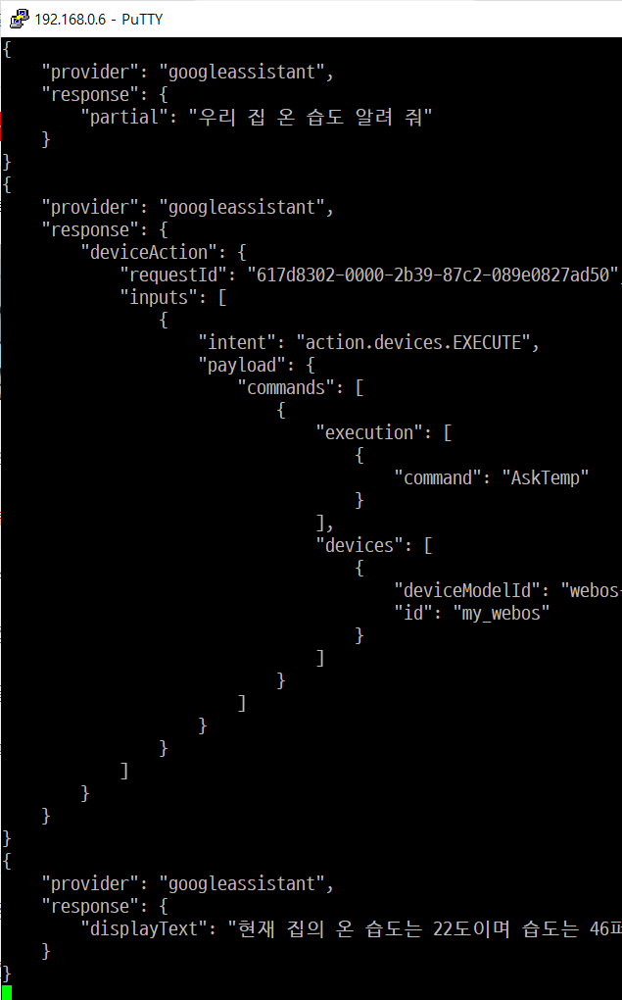 192.168.0.6 - PuTTY
{
    "provider": "googleassistant",
    "response": {
        "partial": "우리 집 온 습도 알려 줘"
    }
}
{
    "provider": "googleassistant",
    "response": {
        "deviceAction": {
            "requestId": "617d8302-0000-2b39-87c2-089e0827ad50",
            "inputs": [
                {
                    "intent": "action.devices.EXECUTE",
                    "payload": {
                        "commands": [
                            {
                                "execution": [
                                    {
                                        "command": "AskTemp"
                                    }
                                ],
                                "devices": [
                                    {
                                        "deviceModelId": "webos-
                                        "id": "my_webos"
                                    }
                                ]
                            }
                        ]
                    }
                }
            ]
        }
    }
}
{
    "provider": "googleassistant",
    "response": {
        "displayText": "현재 집의 온 습도는 22도이며 습도는 46퍼
    }
}